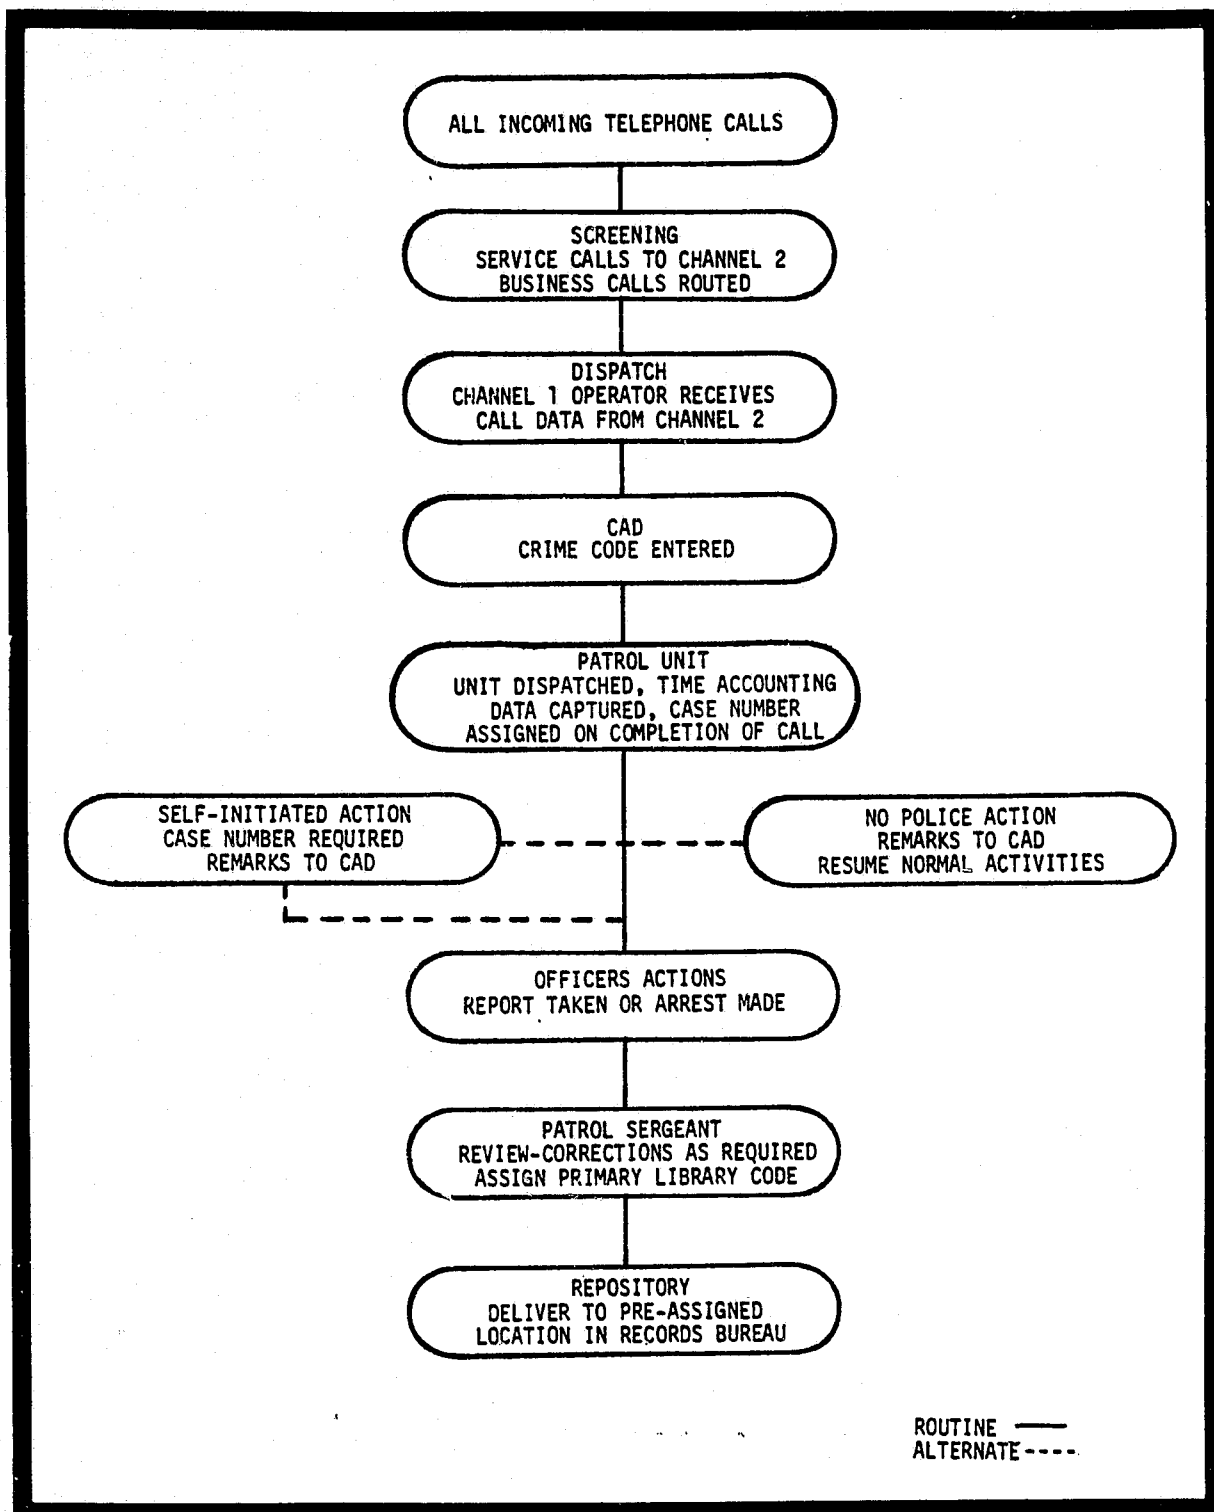 ALL INCOMING TELEPHONE CALLS
SCREENING
SERVICE CALLS TO CHANNEL 2
BUSINESS CALLS ROUTED
DISPATCH
CHANNEL 1 OPERATOR RECEIVES
CALL DATA FROM CHANNEL 2
CAD
CRIME CODE ENTERED
PATROL UNIT
UNIT DISPATCHED, TIME ACCOUNTING
DATA CAPTURED, CASE NUMBER
ASSIGNED ON COMPLETION OF CALL
SELF-INITIATED ACTION
CASE NUMBER REQUIRED
REMARKS TO CAD
NO POLICE ACTION
REMARKS TO CAD
RESUME NORMAL ACTIVITIES
OFFICERS ACTIONS
REPORT TAKEN OR ARREST MADE
PATROL SERGEANT
REVIEW-CORRECTIONS AS REQUIRED
ASSIGN PRIMARY LIBRARY CODE
REPOSITORY
DELIVER TO PRE-ASSIGNED
LOCATION IN RECORDS BUREAU
ROUTINE
ALTERNATE